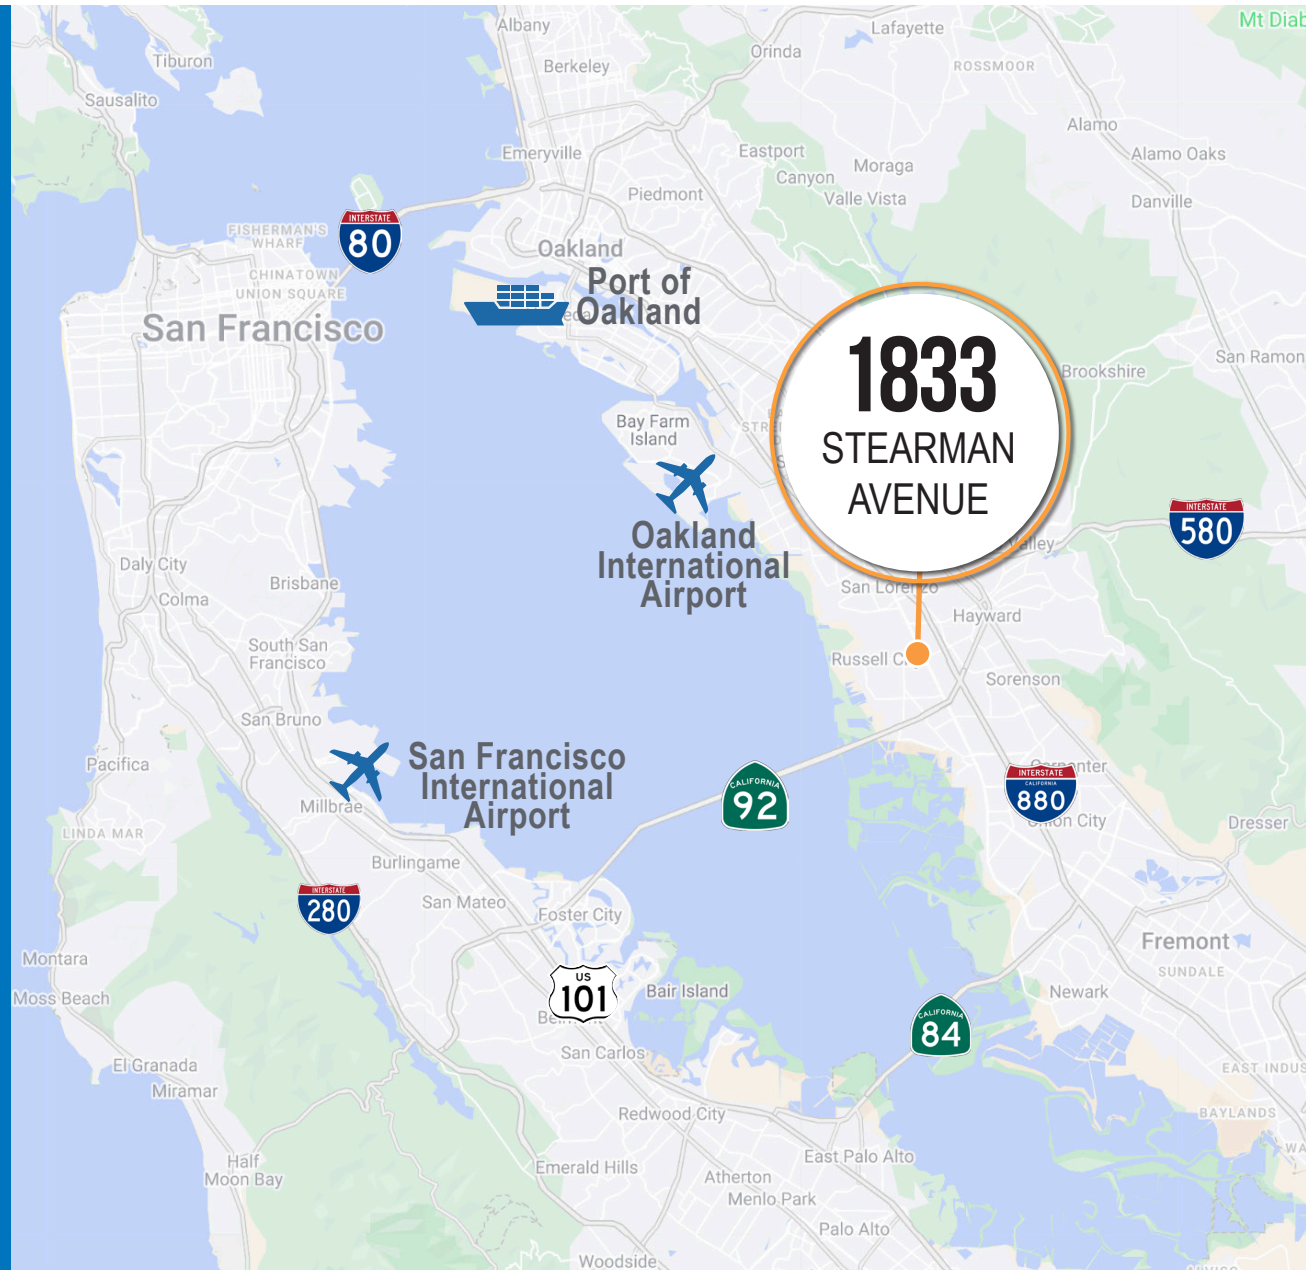 Albany
Lafayette
Mt Diab
Tiburon
Orinda
Berkeley
ROSSMOOR
Sausalito
Alamo
Emeryville
Eastport
Alamo Oaks
Moraga
Canyon
Piedmont
Valle Vista
Danville
FISHERMAN'S
WHARF
INTERSTATE
80
Oakland
CHINATOWN
UNION SQUARE
Port of
Oakland
San Francisco
1833
STEARMAN
AVENUE
San Ramon
Brookshire
Bay Farm
Island
INTERSTATE
580
Oakland
International
Airport
Valley
Daly City
Brisbane
Colma
San Lorenzo
Hayward
South San
Francisco
Russell C
Sorenson
San Bruno
San Francisco
International
Airport
Pacifica
INTERSTATE
CALIFORNIA
880
CALIFORNIA
92
Millbrae
Union City
Dresser
LINDA MAR
Burlingame
INTERSTATE
280
San Mateo
Foster City
Fremont
SUNDALE
Montara
US
101
Bair Island
Newark
Moss Beach
CALIFORNIA
84
San Carlos
El Granada
EAST INDUS
Miramar
Redwood City
BAYLANDS
Half
Moon Bay
East Palo Alto
Emerald Hills
Atherton
Menlo Park
Palo Alto
Woodside